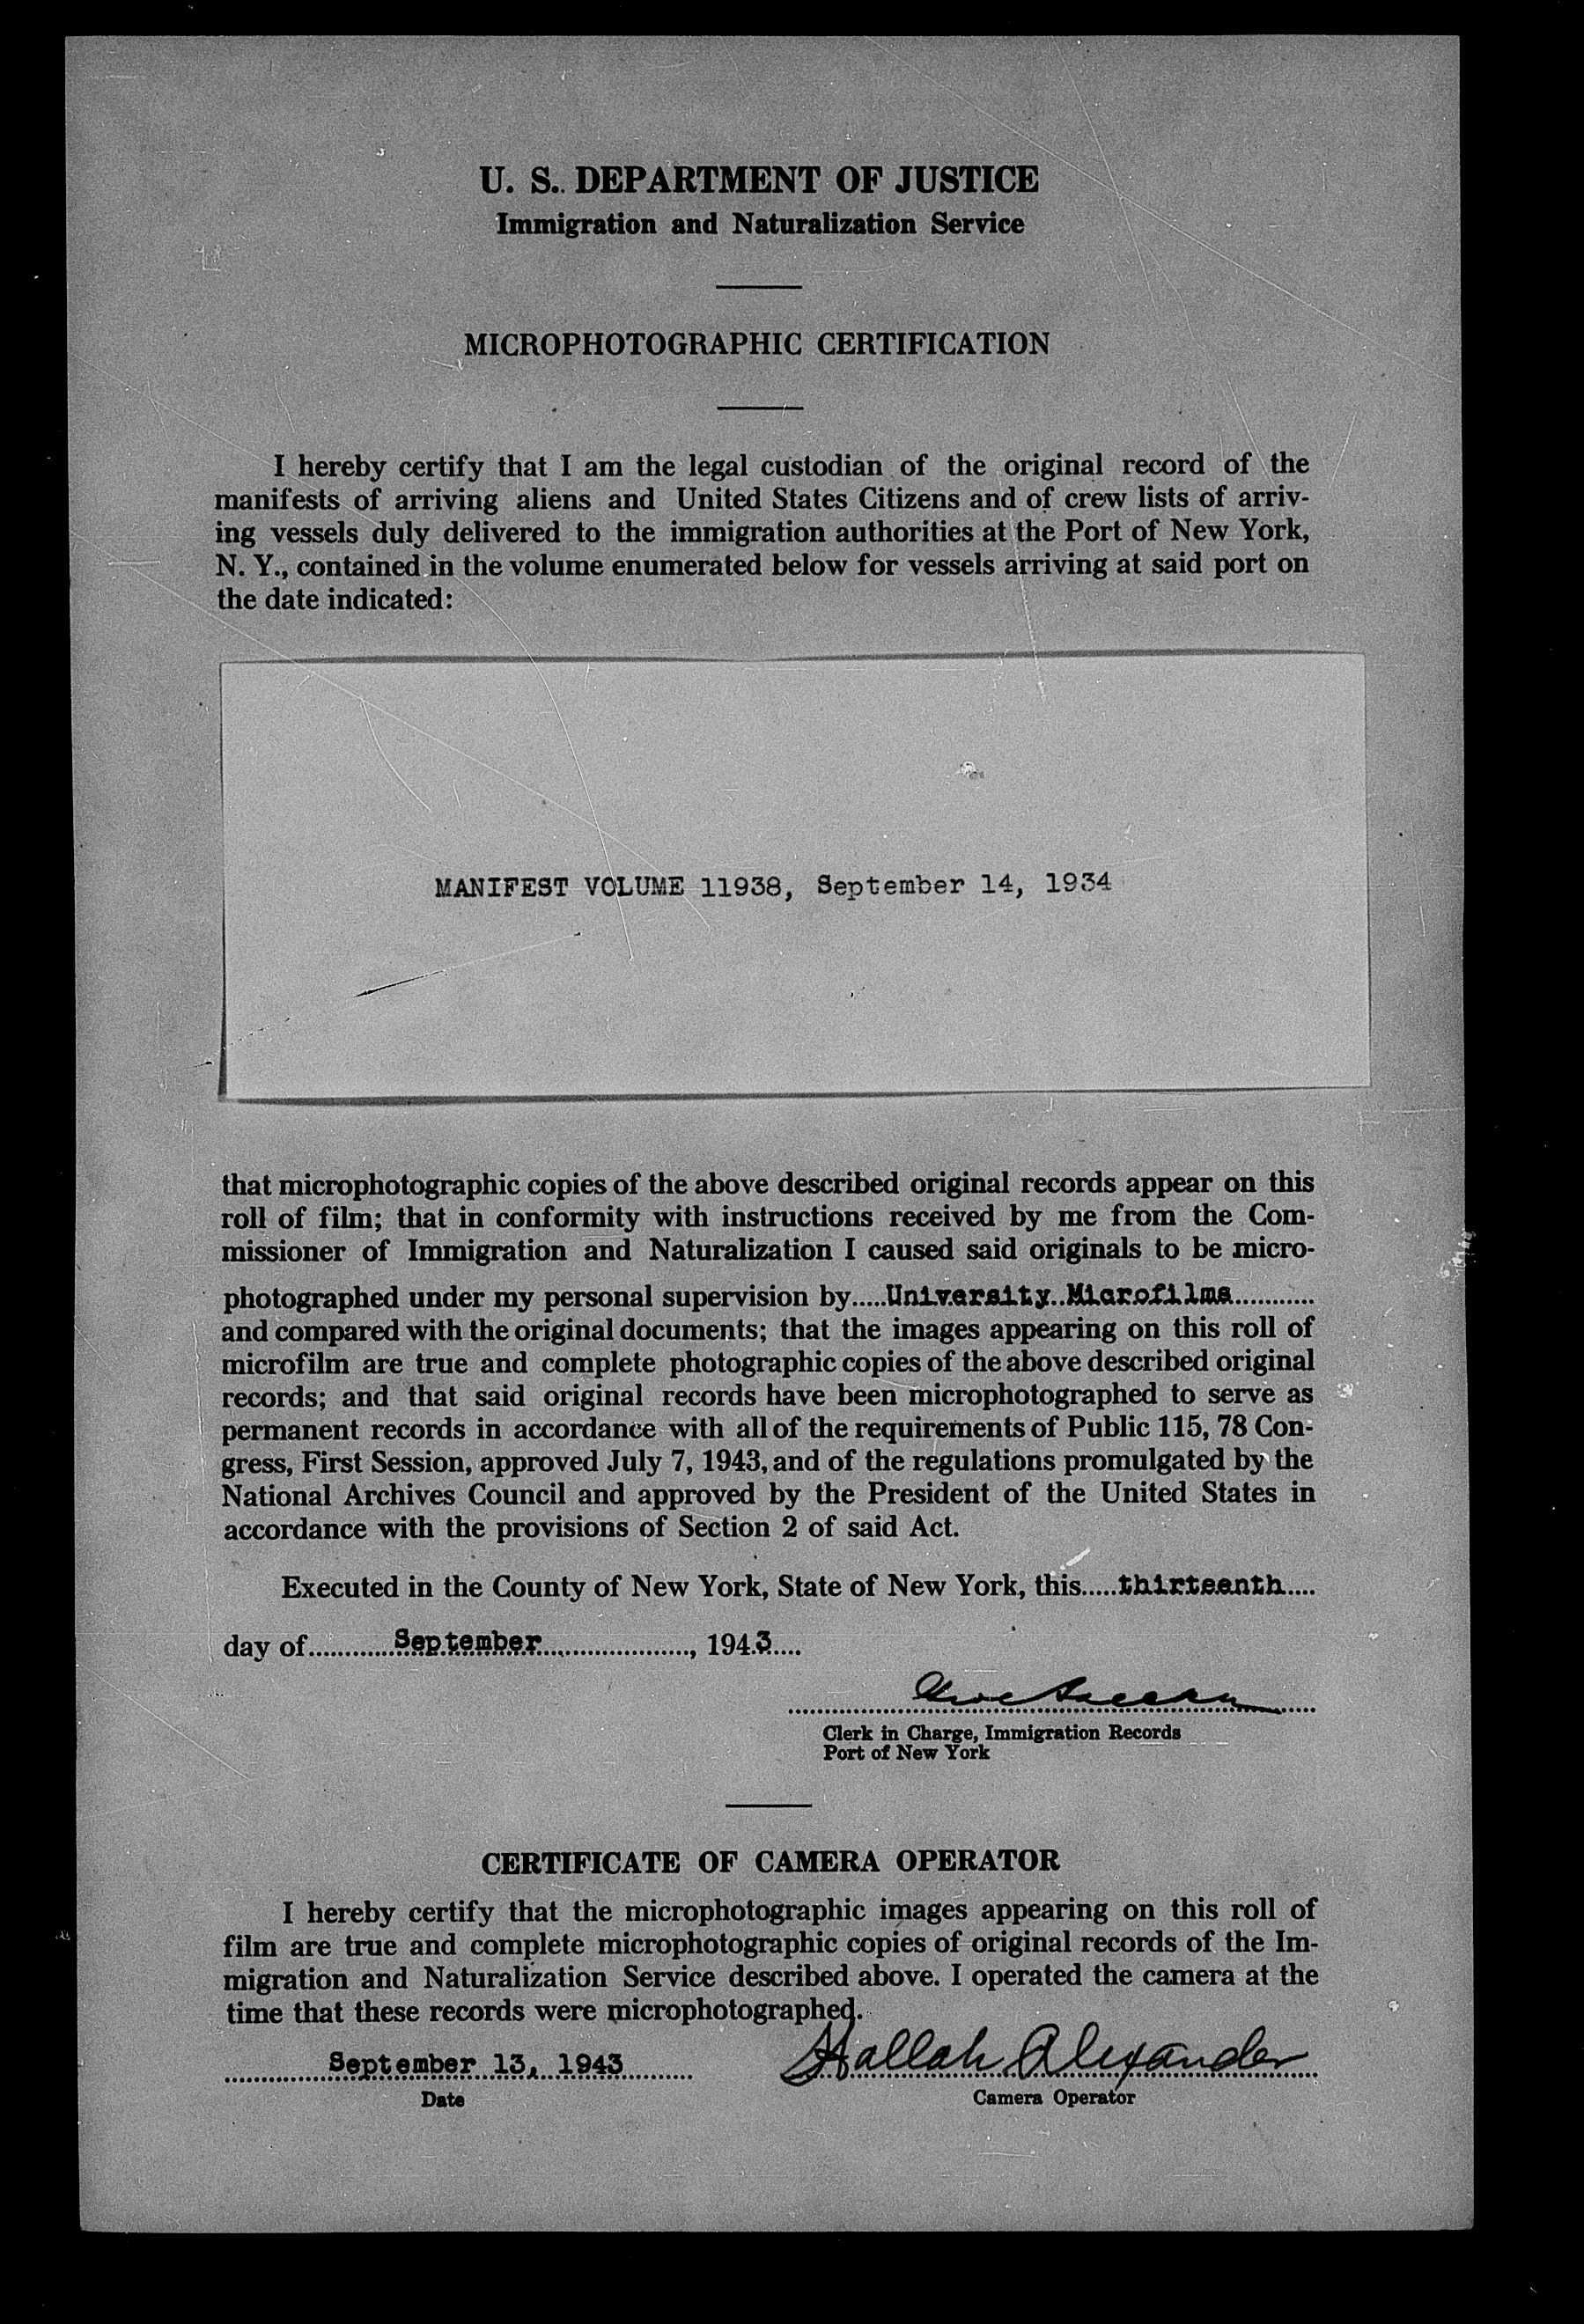 U. S. DEPARTMENT OF JUSTICE
Immigration and Naturalization Service
MICROPHOTOGRAPHIC CERTIFICATION
I hereby certify that I am the legal custodian of the original record of the
manifests of arriving aliens and United States Citizens and of crew lists of arriv-
ing vessels duly delivered to the immigration authorities at the Port of New York,
N. Y., contained in the volume enumerated below for vessels arriving at said port on
the date indicated:
MANIFEST VOLUME 11938, September 14, 1934
that microphotographic copies of the above described original records appear on this
roll of film; that in conformity with instructions received by me from the Com-
missioner of Immigration and Naturalization I caused said originals to be micro-
photographed under my personal supervision by.....University Microfilms...........
and compared with the original documents; that the images appearing on this roll of
microfilm are true and complete photographic copies of the above described original
records; and that said original records have been microphotographed to serve as
permanent records in accordance with all of the requirements of Public 115, 78 Con-
gress, First Session, approved July 7, 1943, and of the regulations promulgated by the
National Archives Council and approved by the President of the United States in
accordance with the provisions of Section 2 of said Act.
Executed in the County of New York, State of New York, this.....thirteenth....
day of............September....................., 194.3....
Clerk in Charge, Immigration Records
Port of New York
CERTIFICATE OF CAMERA OPERATOR
I hereby certify that the microphotographic images appearing on this roll of
film are true and complete microphotographic copies of original records of the Im-
migration and Naturalization Service described above. I operated the camera at the
time that these records were microphotographed.
September 13, 1943 Hallah Alexander
Date Camera Operator